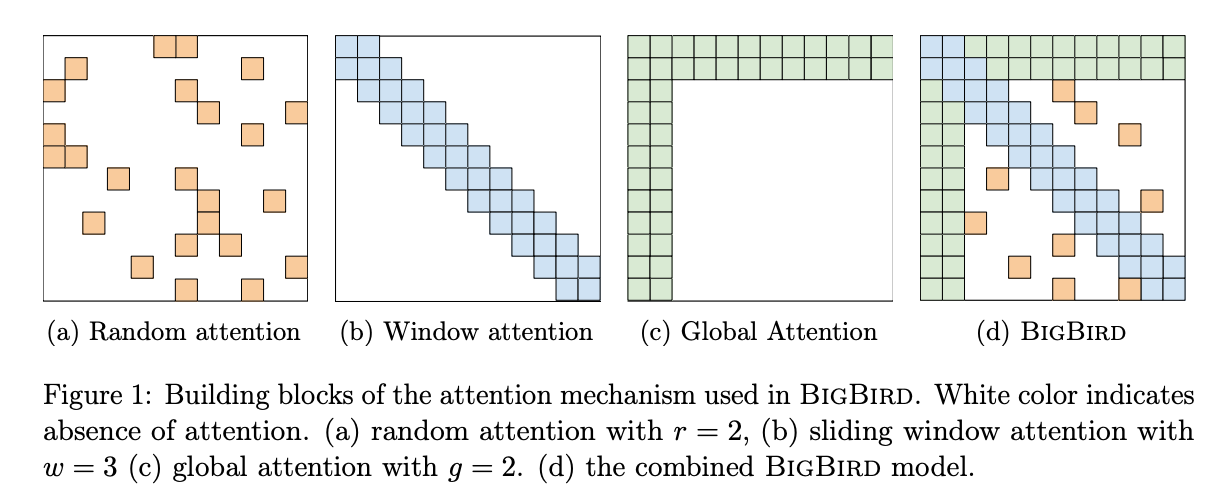 (a) Random attention
(b) Window attention
(c) Global Attention
(d) BIGBIRD
Figure 1: Building blocks of the attention mechanism used in BIGBIRD. White color indicates
absence of attention. (a) random attention with r = 2, (b) sliding window attention with
w = 3 (c) global attention with g = 2. (d) the combined BIGBIRD model.